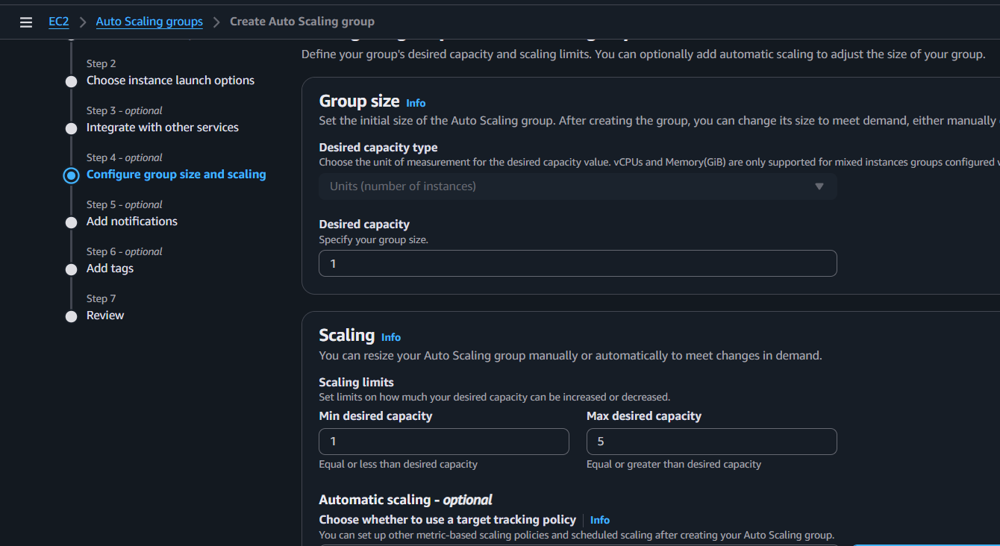 EC2 > Auto Scaling groups > Create Auto Scaling group
Define your group's desired capacity and scaling limits. You can optionally add automatic scaling to adjust the size of your group.
Step 2
Choose instance launch options
Step 3 - optional
Integrate with other services
Step 4 - optional
Configure group size and scaling
Step 5 - optional
Add notifications
Step 6 - optional
Add tags
Step 7
Review
Group size Info
Set the initial size of the Auto Scaling group. After creating the group, you can change its size to meet demand, either manually
Desired capacity type
Choose the unit of measurement for the desired capacity value. vCPUs and Memory(GiB) are only supported for mixed instances groups configured
Units (number of instances)
Desired capacity
Specify your group size.
1
Scaling Info
You can resize your Auto Scaling group manually or automatically to meet changes in demand.
Scaling limits
Set limits on how much your desired capacity can be increased or decreased.
Min desired capacity
1
Equal or less than desired capacity
Max desired capacity
5
Equal or greater than desired capacity
Automatic scaling - optional
Choose whether to use a target tracking policy | Info
You can set up other metric-based scaling policies and scheduled scaling after creating your Auto Scaling group.